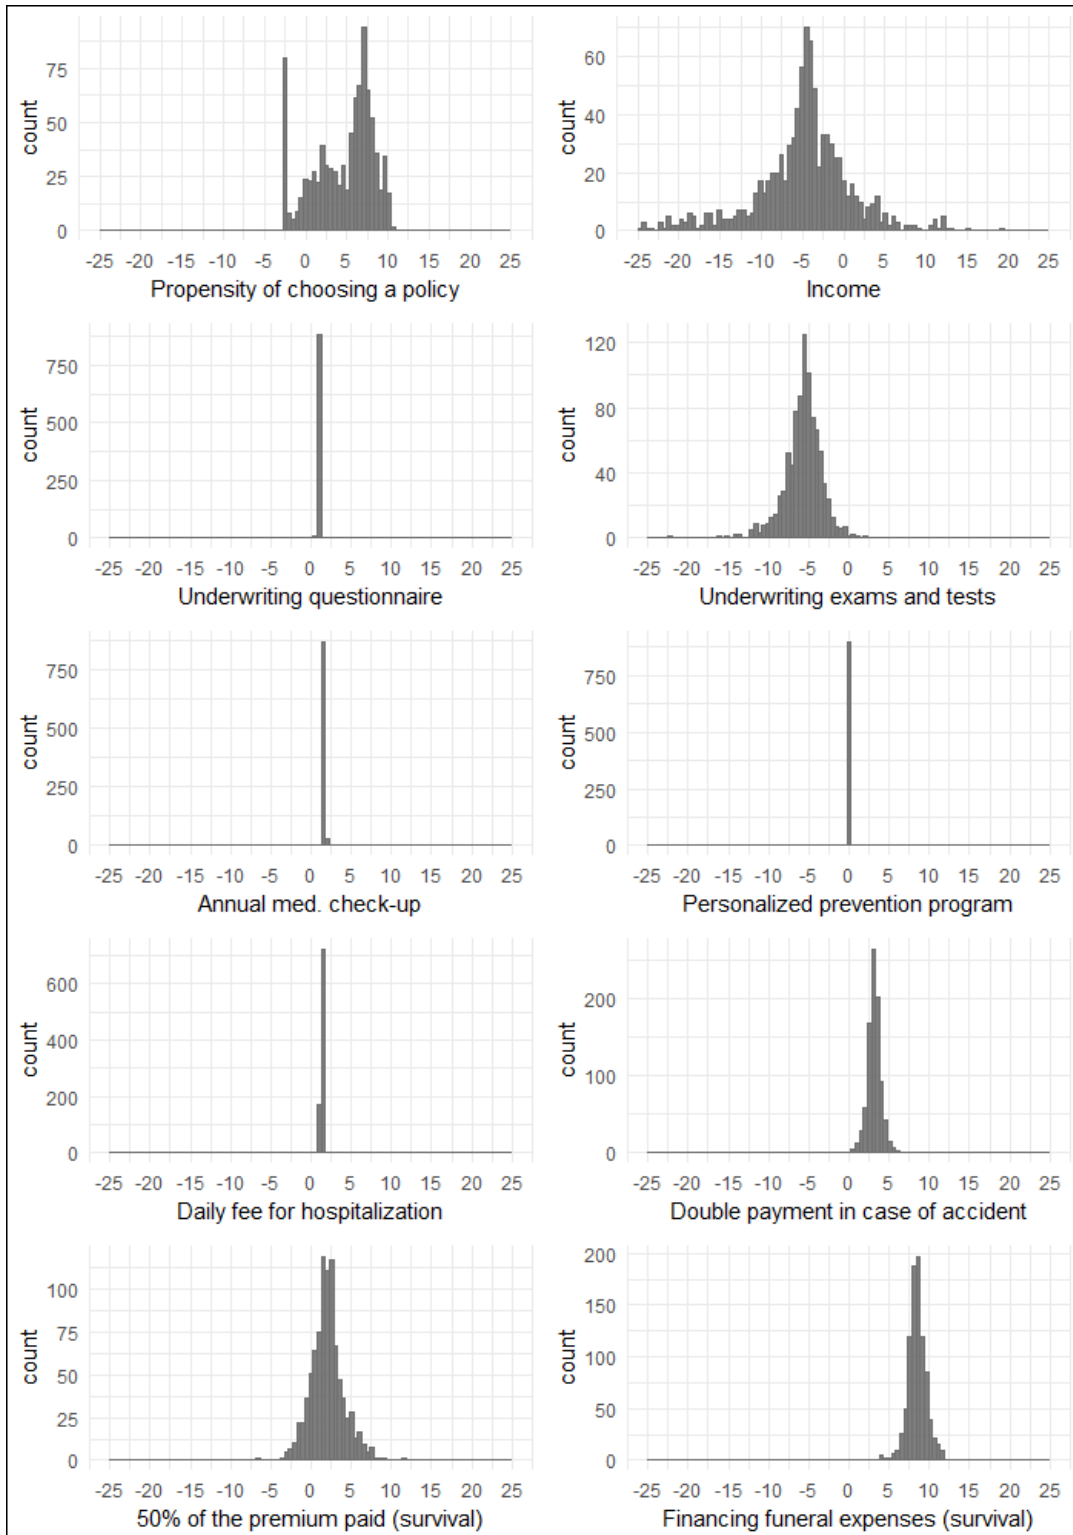 count
75
50
25
0
-25 -20 -15 -10 -5 0 5 10 15 20 25
Propensity of choosing a policy
count
60
40
20
0
-25 -20 -15 -10 -5 0 5 10 15 20 25
Income
count
750
500
250
0
-25 -20 -15 -10 -5 0 5 10 15 20 25
Underwriting questionnaire
count
120
80
40
0
-25 -20 -15 -10 -5 0 5 10 15 20 25
Underwriting exams and tests
count
750
500
250
0
-25 -20 -15 -10 -5 0 5 10 15 20 25
Annual med. check-up
count
750
500
250
0
-25 -20 -15 -10 -5 0 5 10 15 20 25
Personalized prevention program
count
600
400
200
0
-25 -20 -15 -10 -5 0 5 10 15 20 25
Daily fee for hospitalization
count
200
100
0
-25 -20 -15 -10 -5 0 5 10 15 20 25
Double payment in case of accident
count
100
75
50
25
0
-25 -20 -15 -10 -5 0 5 10 15 20 25
50% of the premium paid (survival)
count
200
150
100
50
0
-25 -20 -15 -10 -5 0 5 10 15 20 25
Financing funeral expenses (survival)